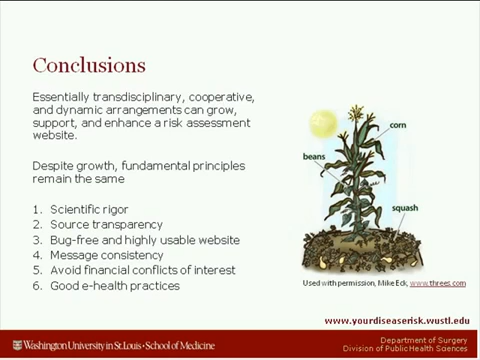 Conclusions
Essentially transdisciplinary, cooperative,
and dynamic arrangements can grow,
support, and enhance a risk assessment
website.
Despite growth, fundamental principles
remain the same
1. Scientific rigor
2. Source transparency
3. Bug-free and highly usable website
4. Message consistency
5. Avoid financial conflicts of interest
6. Good e-health practices
corn
beans
squash
Used with permission, Mike Eck, www.threes.com
www.yourdiseaserisk.wustl.edu
Washington University in St. Louis • School of Medicine
Department of Surgery
Division of Public Health Sciences